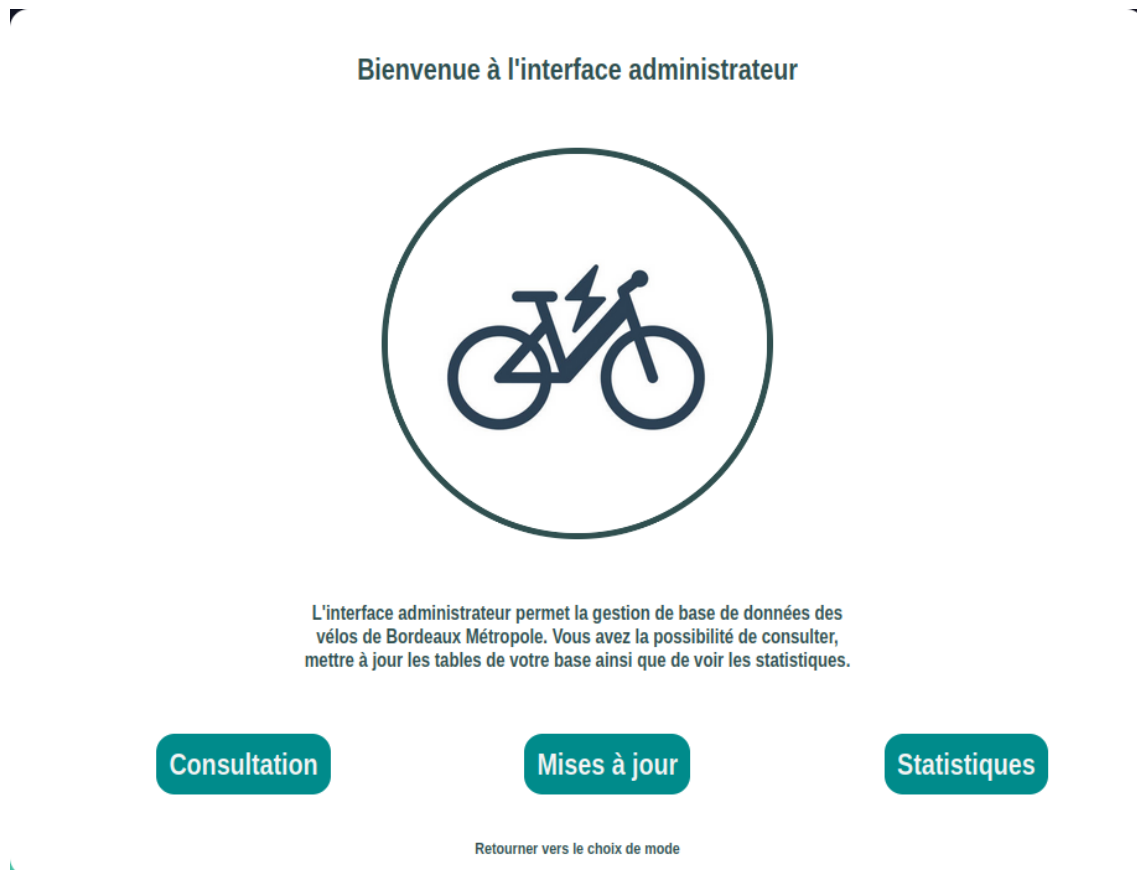 Bienvenue à l'interface administrateur
L'interface administrateur permet la gestion de base de données des
vélos de Bordeaux Métropole. Vous avez la possibilité de consulter,
mettre à jour les tables de votre base ainsi que de voir les statistiques.
Consultation
Mises à jour
Statistiques
Retourner vers le choix de mode